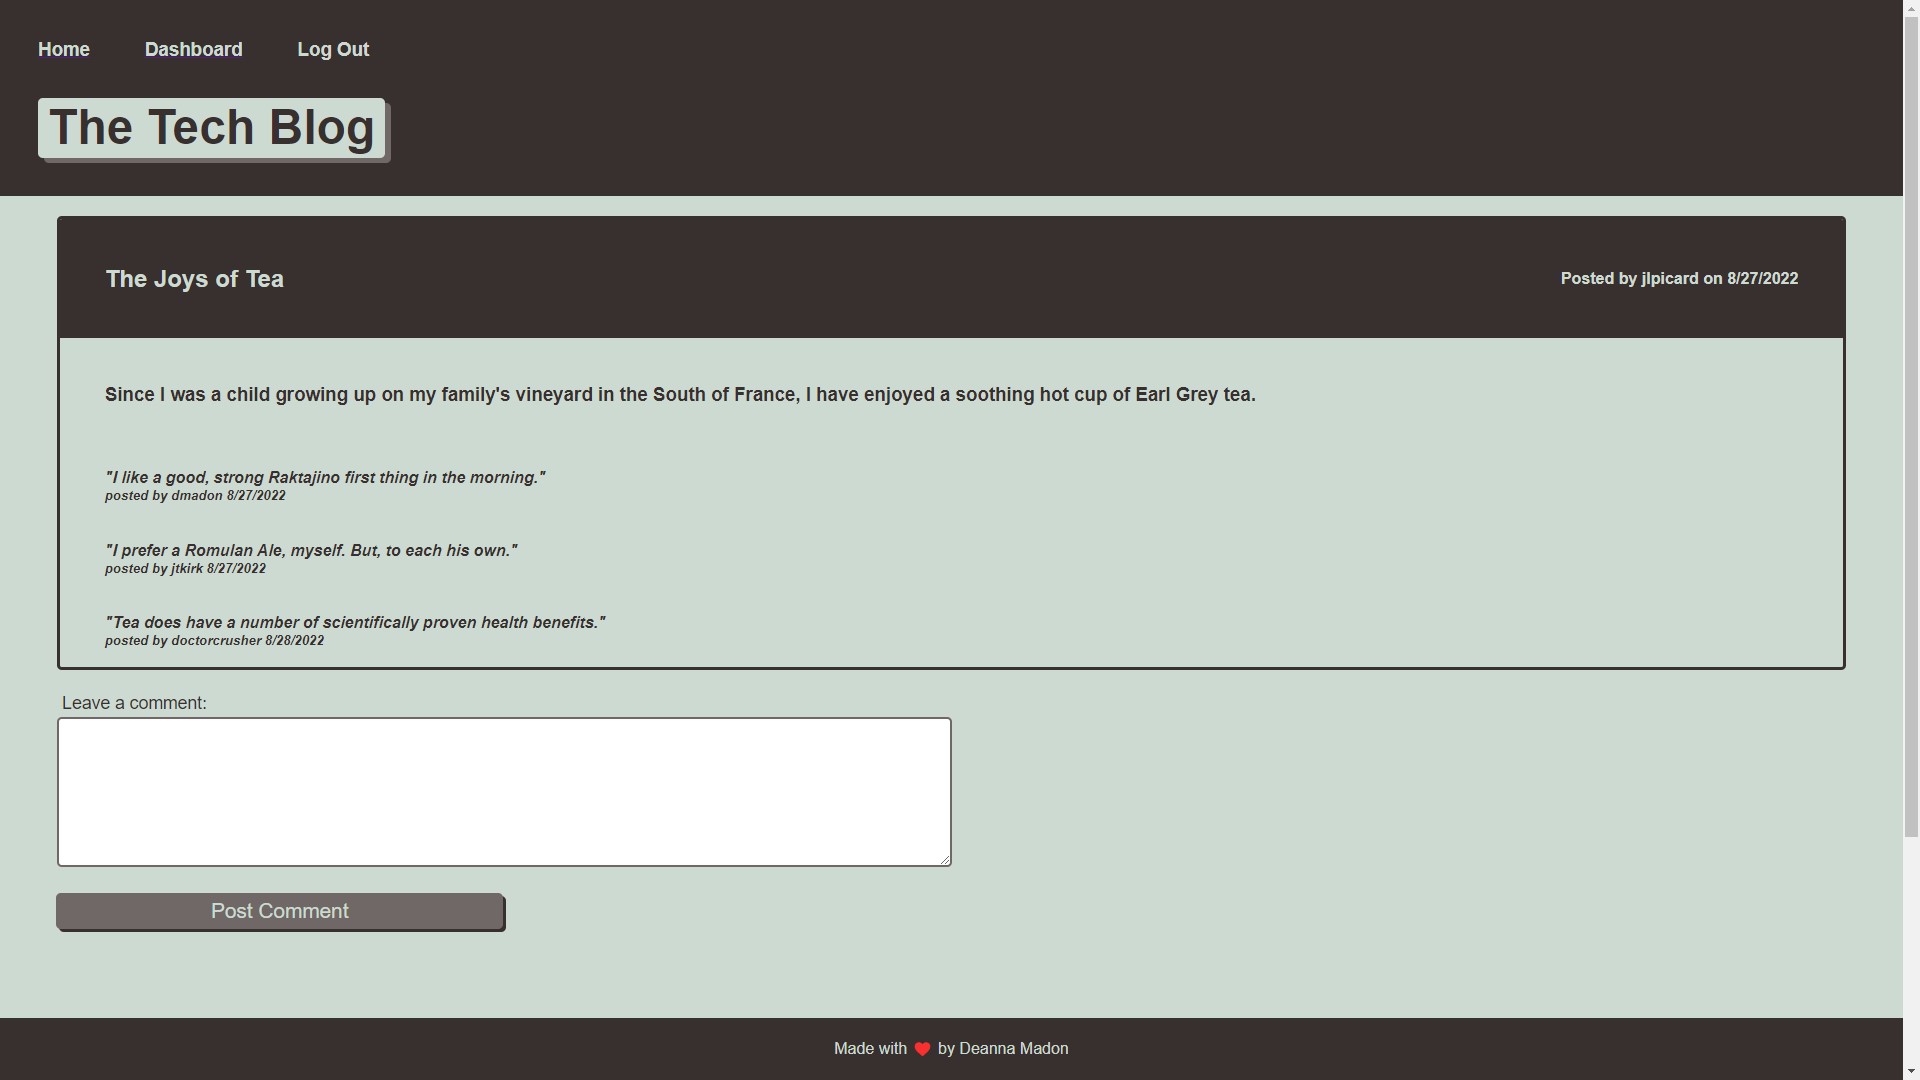 Home Dashboard Log Out
The Tech Blog
The Joys of Tea
Posted by jlpicard on 8/27/2022
Since I was a child growing up on my family's vineyard in the South of France, I have enjoyed a soothing hot cup of Earl Grey tea.
"I like a good, strong Raktajino first thing in the morning."
posted by dmadon 8/27/2022
"I prefer a Romulan Ale, myself. But, to each his own."
posted by jtkirk 8/27/2022
"Tea does have a number of scientifically proven health benefits."
posted by doctorcrusher 8/28/2022
Leave a comment:
Post Comment
Made with ❤️ by Deanna Madon